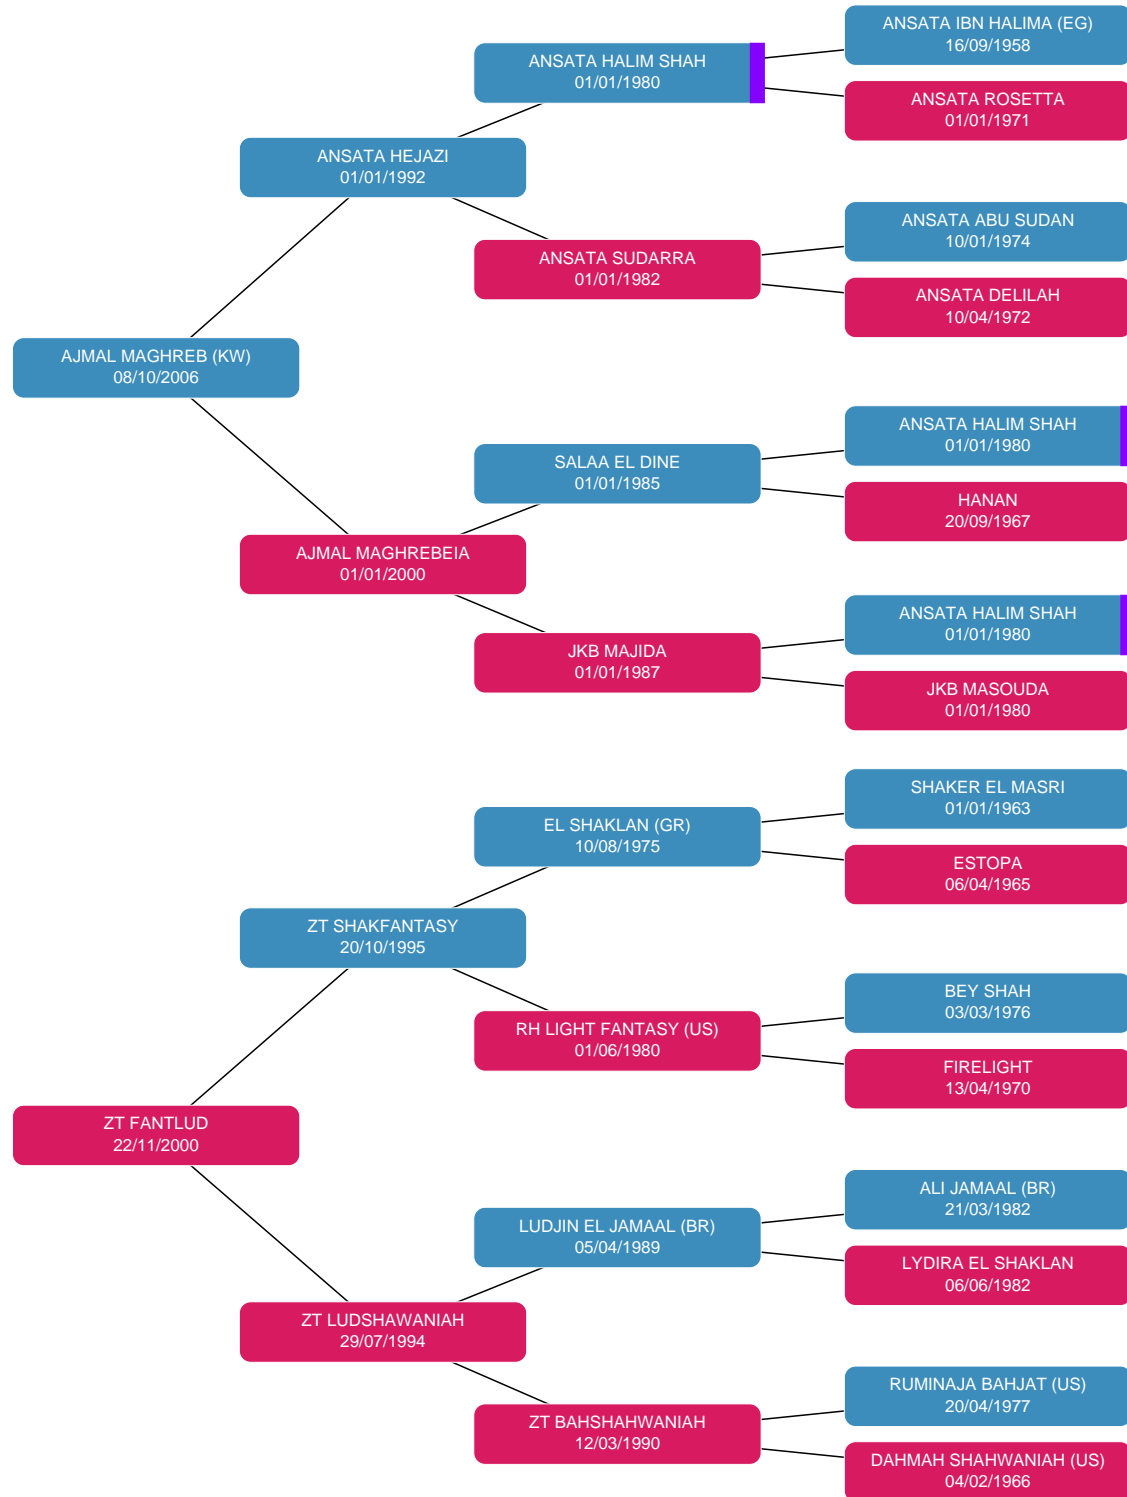 ANSATA IBN HALIMA (EG)
16/09/1958
ANSATA HALIM SHAH
01/01/1980
ANSATA ROSETTA
01/01/1971
ANSATA HEJAZI
01/01/1992
ANSATA ABU SUDAN
10/01/1974
ANSATA SUDARRA
01/01/1982
ANSATA DELILAH
10/04/1972
AJMAL MAGHREB (KW)
08/10/2006
ANSATA HALIM SHAH
01/01/1980
SALAA EL DINE
01/01/1985
HANAN
20/09/1967
AJMAL MAGHREBEIA
01/01/2000
ANSATA HALIM SHAH
01/01/1980
JKB MAJIDA
01/01/1987
JKB MASOUDA
01/01/1980
SHAKER EL MASRI
01/01/1963
EL SHAKLAN (GR)
10/08/1975
ESTOPA
06/04/1965
ZT SHAKFANTASY
20/10/1995
BEY SHAH
03/03/1976
RH LIGHT FANTASY (US)
01/06/1980
FIRELIGHT
13/04/1970
ZT FANTLUD
22/11/2000
ALI JAMAAL (BR)
21/03/1982
LUDJIN EL JAMAAL (BR)
05/04/1989
LYDIRA EL SHAKLAN
06/06/1982
ZT LUDSHAWANIAH
29/07/1994
RUMINAJA BAHJAT (US)
20/04/1977
ZT BAHSHAHWANIAH
12/03/1990
DAHMAH SHAHWANIAH (US)
04/02/1966